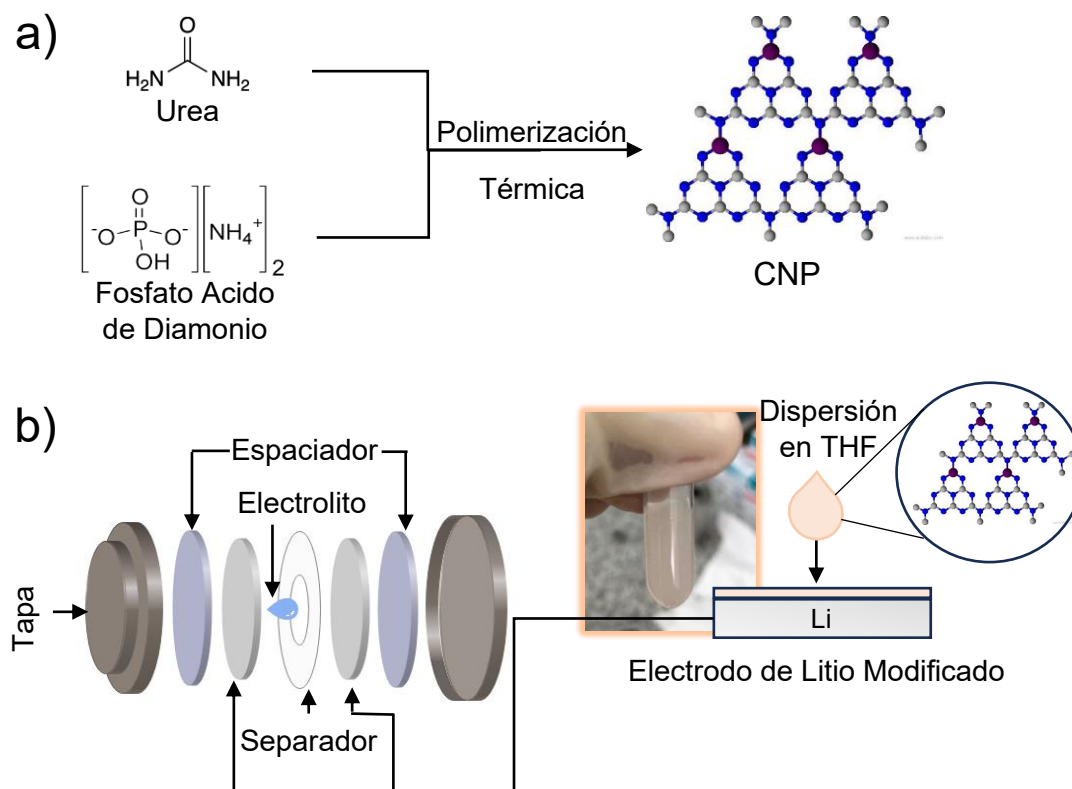 a)
O
H₂N NH₂
Urea
O
⁻O P O⁻
OH
NH₄⁺
2
Fosfato Acido
de Diamonio
Polimerización
Térmica
CNP
b)
Espaciador
Electrolito
Tapa
Separador
Dispersión
en THF
Li
Electrodo de Litio Modificado